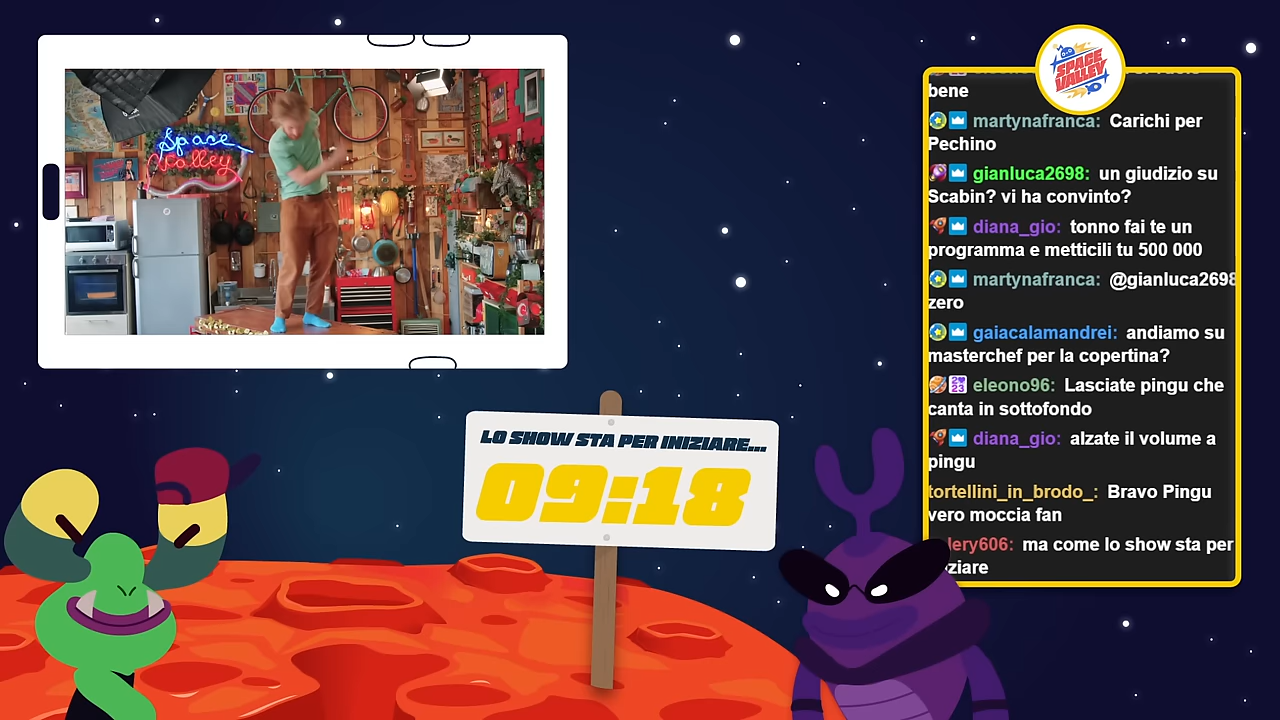 Space
Valley
LO SHOW STA PER INIZIARE...
09:18
SPACE
VALLEY
bene
martynafranca: Carichi per
Pechino
gianluca2698: un giudizio su
Scabin? vi ha convinto?
diana_gio: tonno fai te un
programma e metticili tu 500 000
martynafranca: @gianluca2698
zero
gaiacalamandrei: andiamo su
masterchef per la copertina?
eleono96: Lasciate pingu che
canta in sottofondo
diana_gio: alzate il volume a
pingu
tortellini_in_brodo_: Bravo Pingu
vero moccia fan
lery606: ma come lo show sta per
ziare